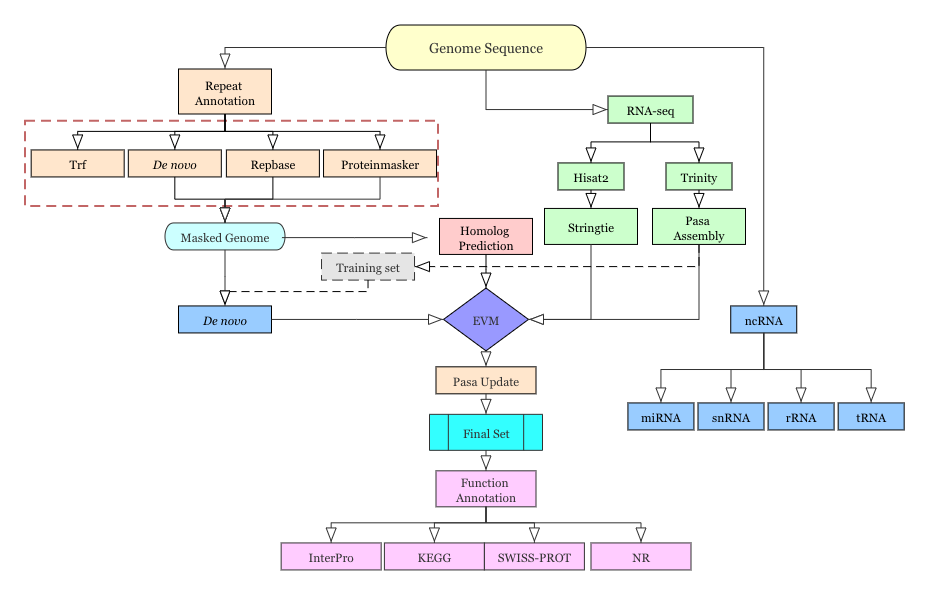 Genome Sequence
Repeat
Annotation
RNA-seq
Trf
De novo
Repbase
Proteinmasker
Hisat2
Trinity
Masked Genome
Homolog
Prediction
Stringtie
Pasa
Assembly
Training set
De novo
EVM
ncRNA
Pasa Update
miRNA
snRNA
rRNA
tRNA
Final Set
Function
Annotation
InterPro
KEGG
SWISS-PROT
NR